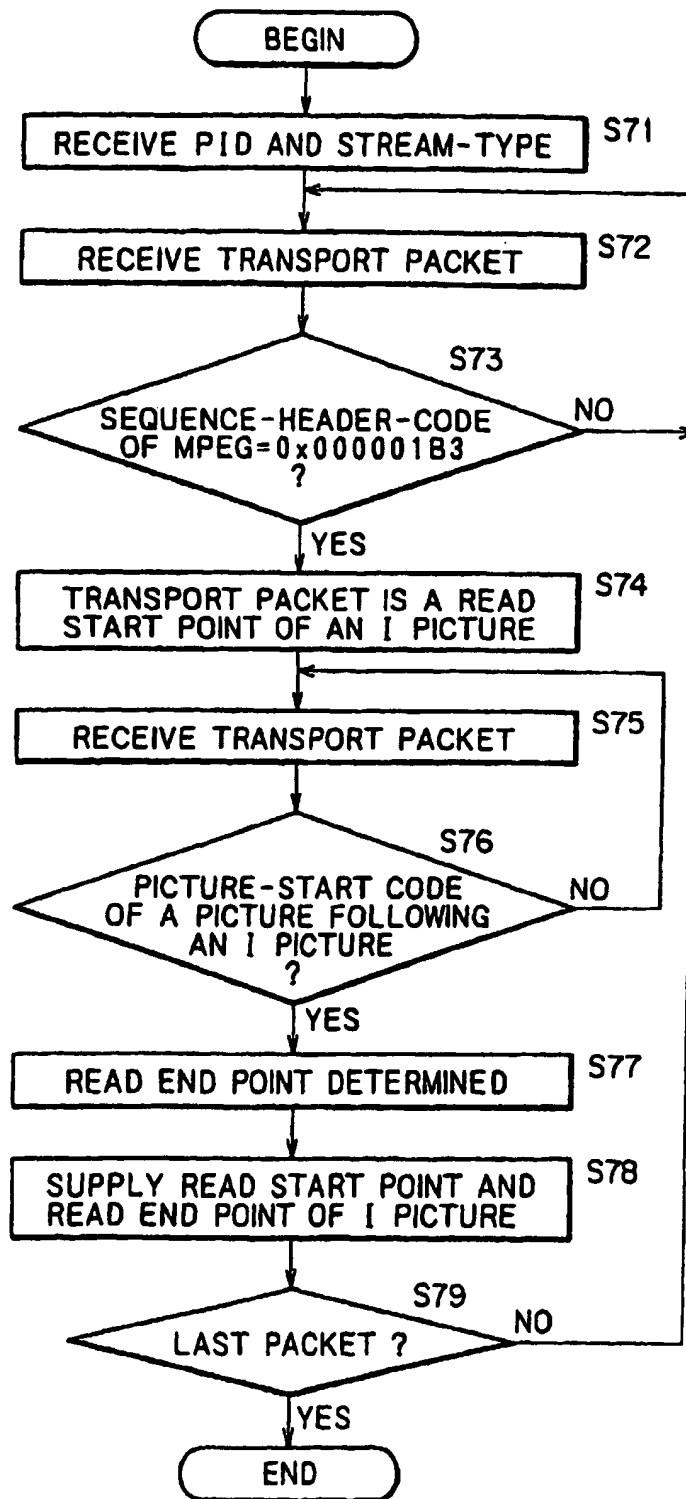 BEGIN
RECEIVE PID AND STREAM-TYPE
S71
RECEIVE TRANSPORT PACKET
S72
S73
SEQUENCE-HEADER-CODE
OF MPEG=0x000001B3
?
NO
YES
TRANSPORT PACKET IS A READ
START POINT OF AN I PICTURE
S74
RECEIVE TRANSPORT PACKET
S75
S76
PICTURE-START CODE
OF A PICTURE FOLLOWING
AN I PICTURE
?
NO
YES
READ END POINT DETERMINED
S77
SUPPLY READ START POINT AND
READ END POINT OF I PICTURE
S78
S79
LAST PACKET ?
NO
YES
END